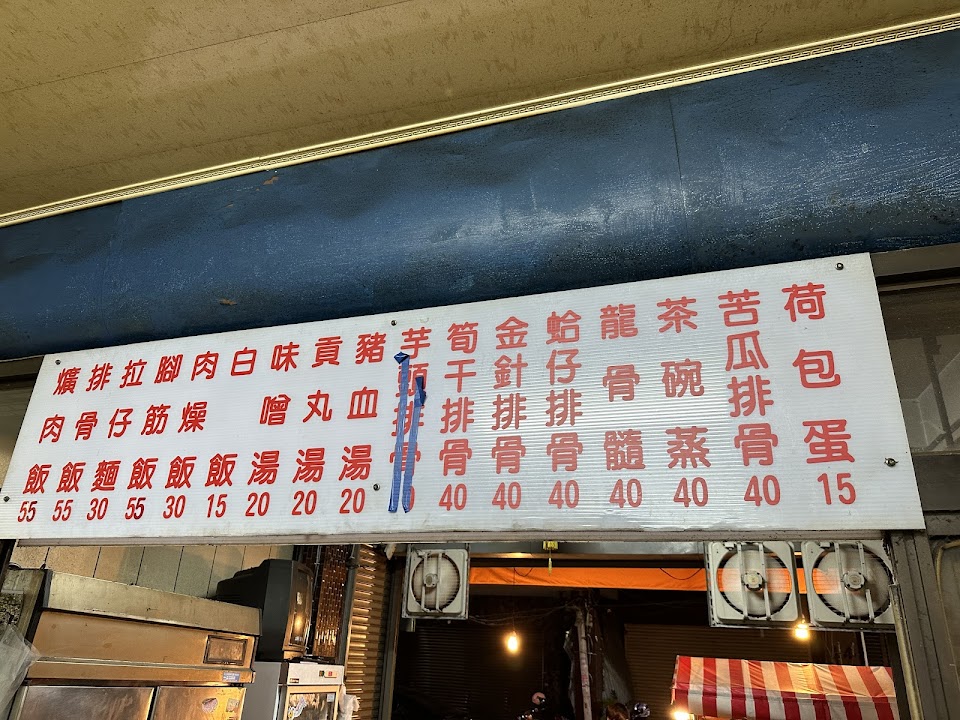 爌肉飯 55
排骨飯 55
拉仔麵 30
腳筋飯 55
肉燥飯 30
白飯 15
味噌湯 20
貢丸湯 20
豬血湯 20
芋頭排骨
筍干排骨 40
金針排骨 40
蛤仔排骨 40
龍骨髓 40
茶碗蒸 40
苦瓜排骨 40
荷包蛋 15